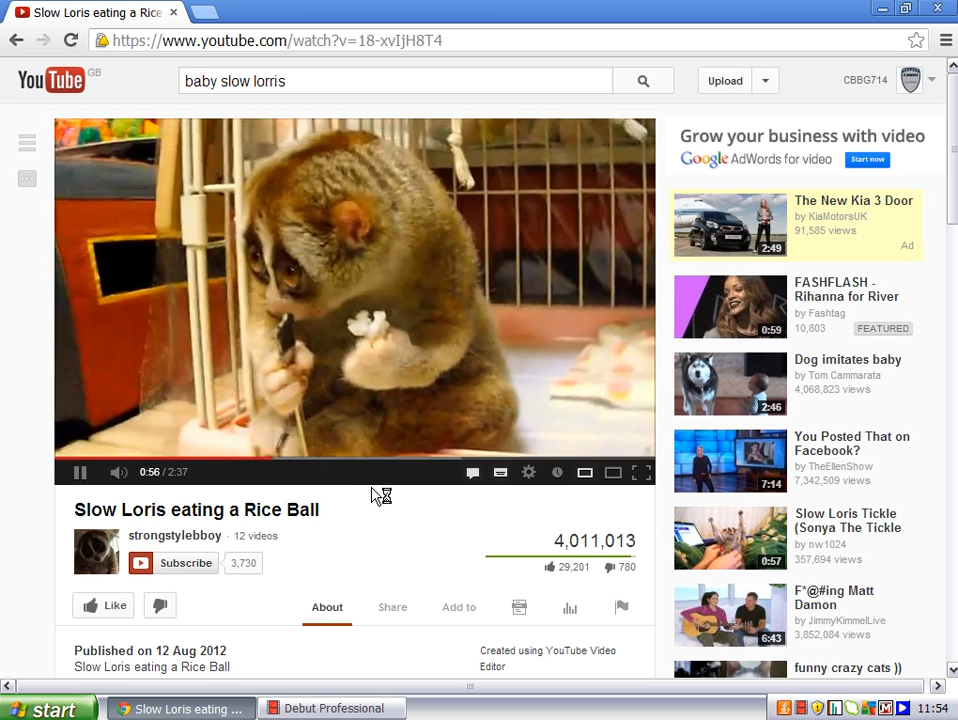 Slow Loris eating a Rice
https://www.youtube.com/watch?v=18-xvIjH8T4
YouTube GB
baby slow lorris
Upload
CBBG714
Grow your business with video
Google AdWords for video
Start now
The New Kia 3 Door
by KiaMotorsUK
91,585 views
2:49
Ad
FASHFLASH -
Rihanna for River
by Fashtag
10,803
FEATURED
0:59
Dog imitates baby
by Tom Cammarata
4,068,823 views
2:46
You Posted That on
Facebook?
by TheEllenShow
7,342,509 views
7:14
Slow Loris Tickle
(Sonya The Tickle
by nw1024
357,694 views
0:57
F*@#ing Matt
Damon
by JimmyKimmelLive
3,852,084 views
6:43
funny crazy cats ))
0:56 / 2:37
Slow Loris eating a Rice Ball
strongstylebboy · 12 videos
Subscribe 3,730
4,011,013
29,201 780
Like
About Share Add to
Published on 12 Aug 2012
Slow Loris eating a Rice Ball
Created using YouTube Video
Editor
start
Slow Loris eating ...
Debut Professional
11:54